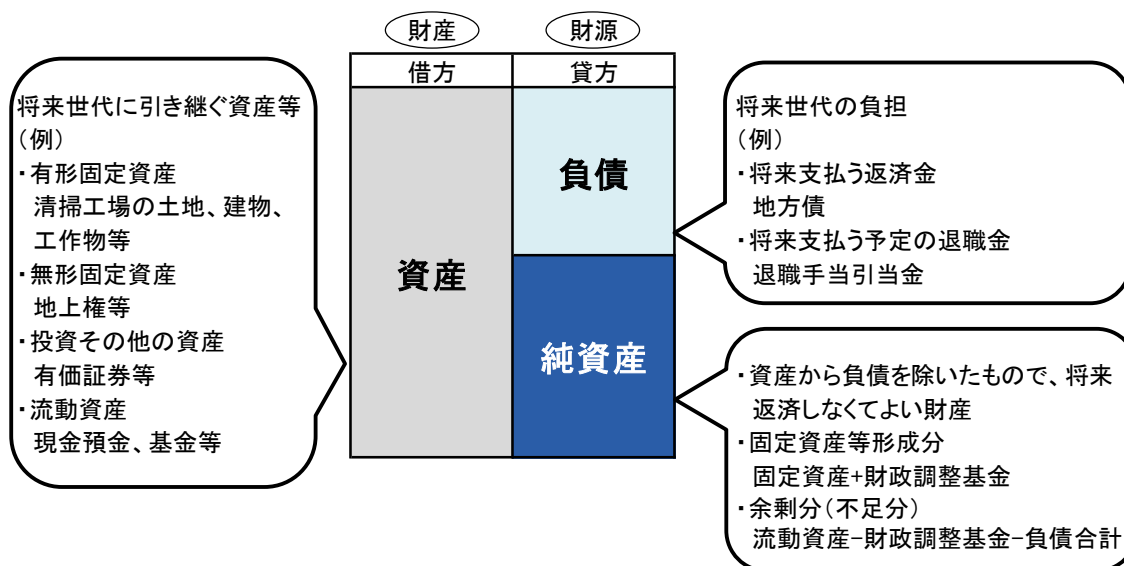 財産
財源
借方
貸方
将来世代に引き継ぐ資産等
（例）
・有形固定資産
清掃工場の土地、建物、
工作物等
・無形固定資産
地上権等
・投資その他の資産
有価証券等
・流動資産
現金預金、基金等
資産
負債
純資産
将来世代の負担
（例）
・将来支払う返済金
地方債
・将来支払う予定の退職金
退職手当引当金
・資産から負債を除いたもので、将来
返済しなくてよい財産
・固定資産等形成分
固定資産+財政調整基金
・余剰分（不足分）
流動資産−財政調整基金−負債合計